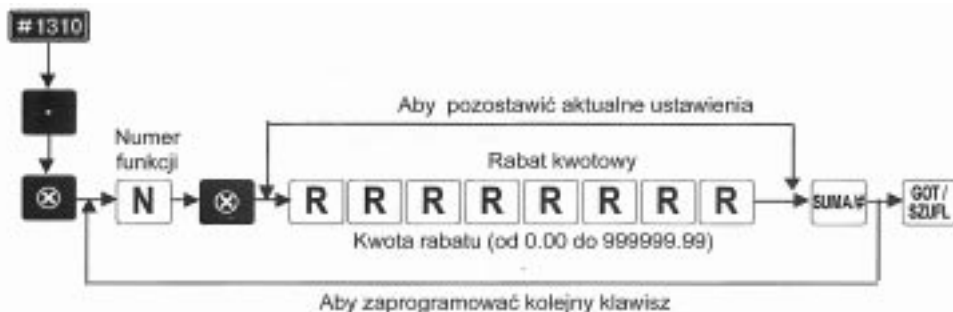 #1310
Aby pozostawić aktualne ustawienia
Numer
funkcji
Rabat kwotowy
N R R R R R R R R SUMA/# GOT /
SZUFL
Kwota rabatu (od 0.00 do 999999.99)
Aby zaprogramować kolejny klawisz